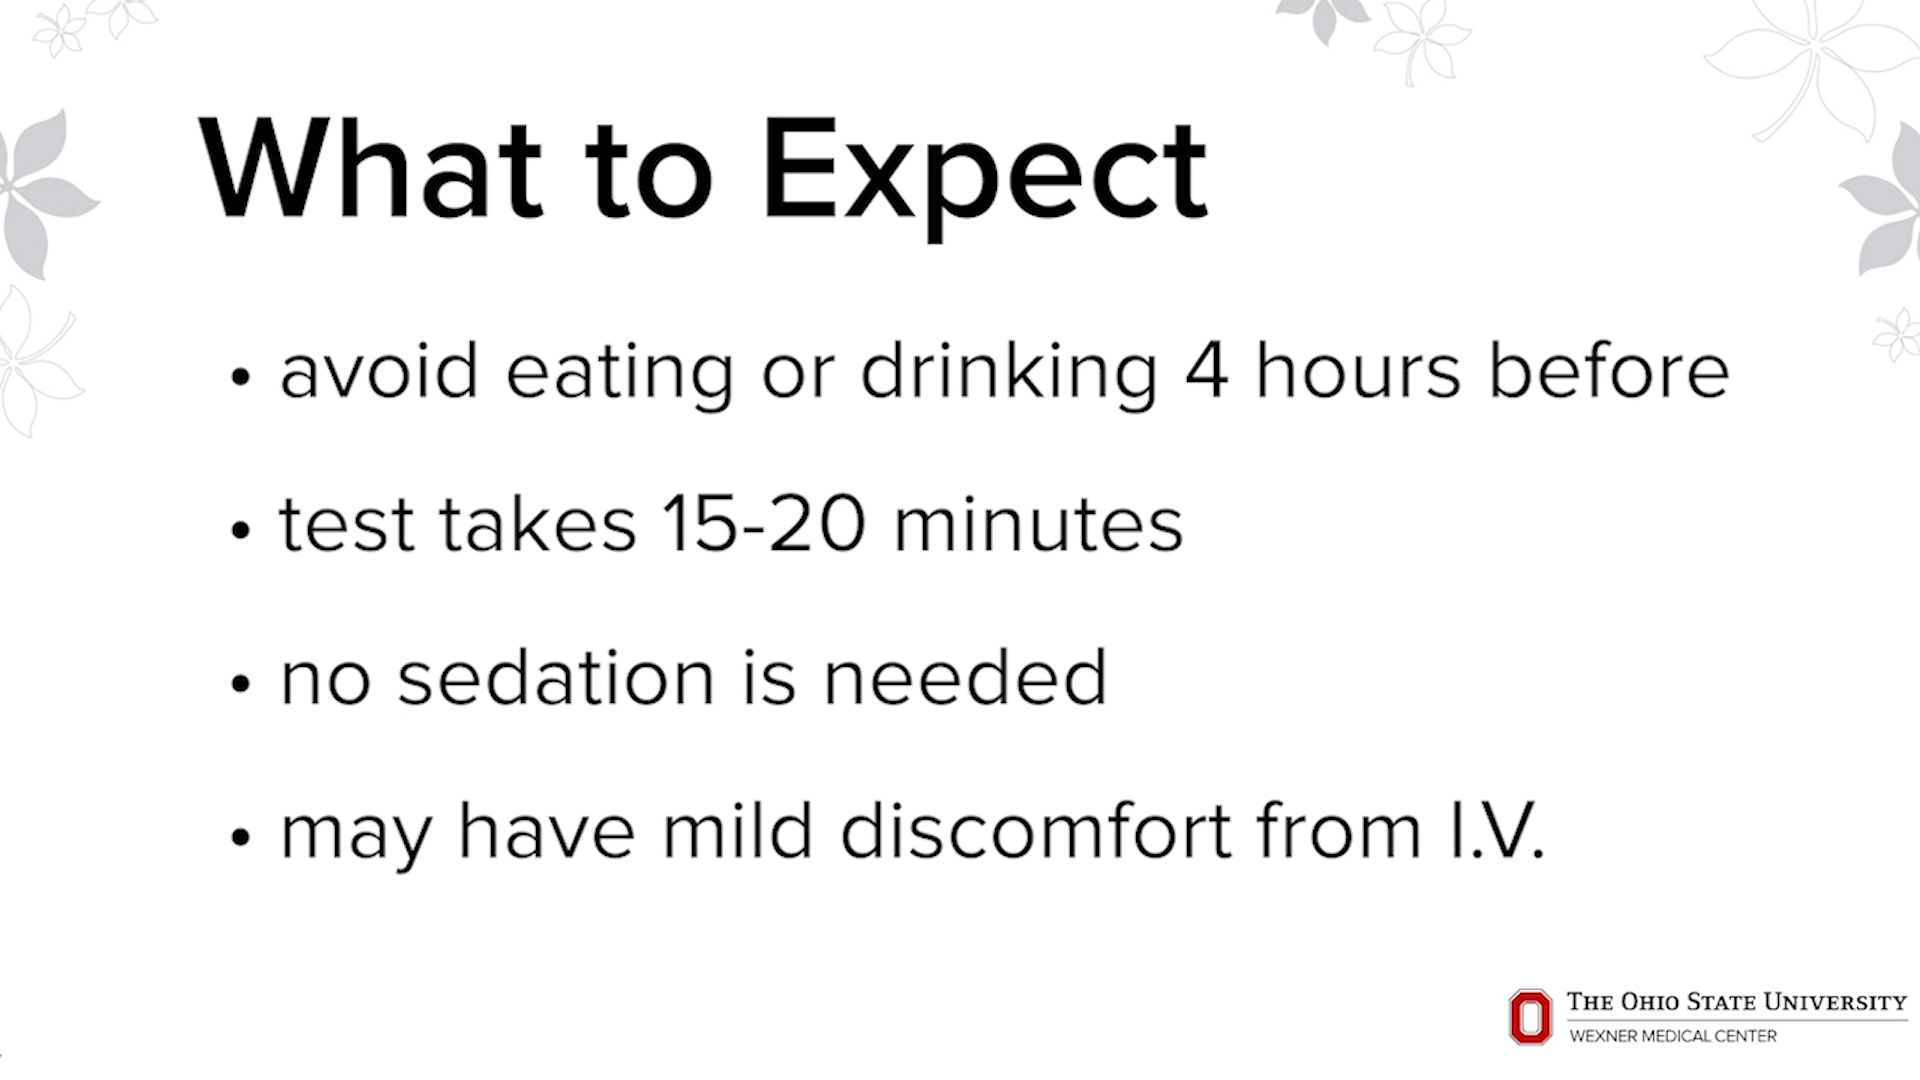 What to Expect
• avoid eating or drinking 4 hours before
• test takes 15-20 minutes
• no sedation is needed
• may have mild discomfort from I.V.
THE OHIO STATE UNIVERSITY
WEXNER MEDICAL CENTER